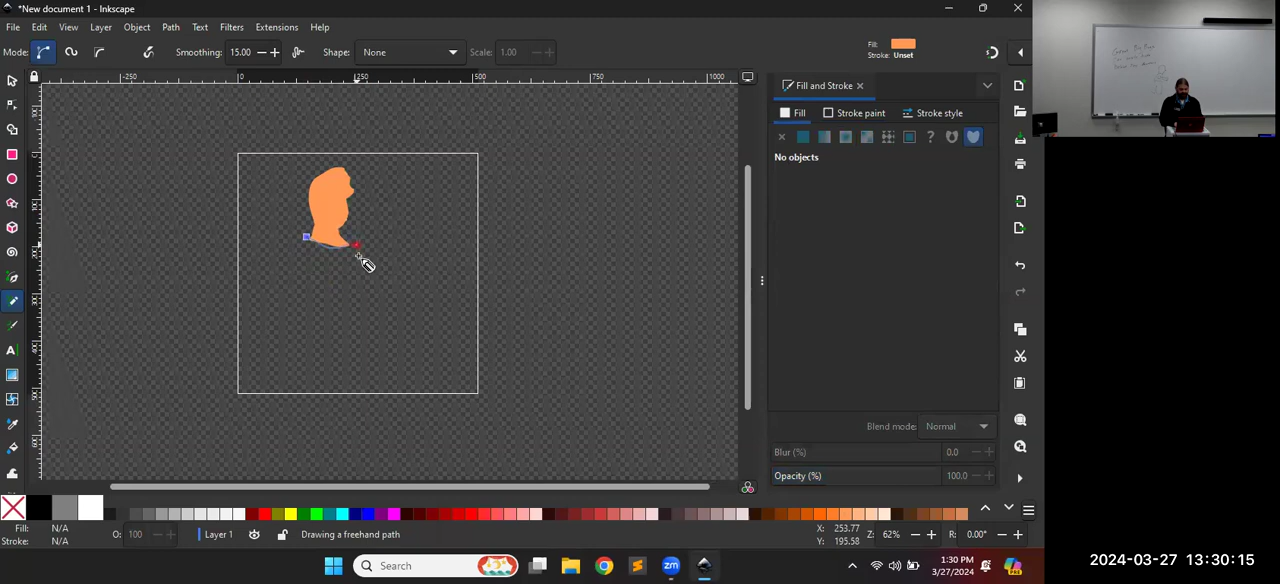 *New document 1 - Inkscape
File Edit View Layer Object Path Text Filters Extensions Help
Mode: Smoothing: 15.00 − + Shape: None Scale: 1.00 − +
Fill:
Stroke: Unset
-250 0 250 500 750 1000
Fill and Stroke
Fill Stroke paint Stroke style
No objects
Blend mode: Normal
Blur (%) 0.0 − +
Opacity (%) 100.0 − +
Fill: N/A
Stroke: N/A
O: 100 − + Layer 1 Drawing a freehand path
X: 253.77
Y: 195.58
Z: 62% − + R: 0.00° − +
Search
zm
1:30 PM
3/27/2024
2024-03-27 13:30:15